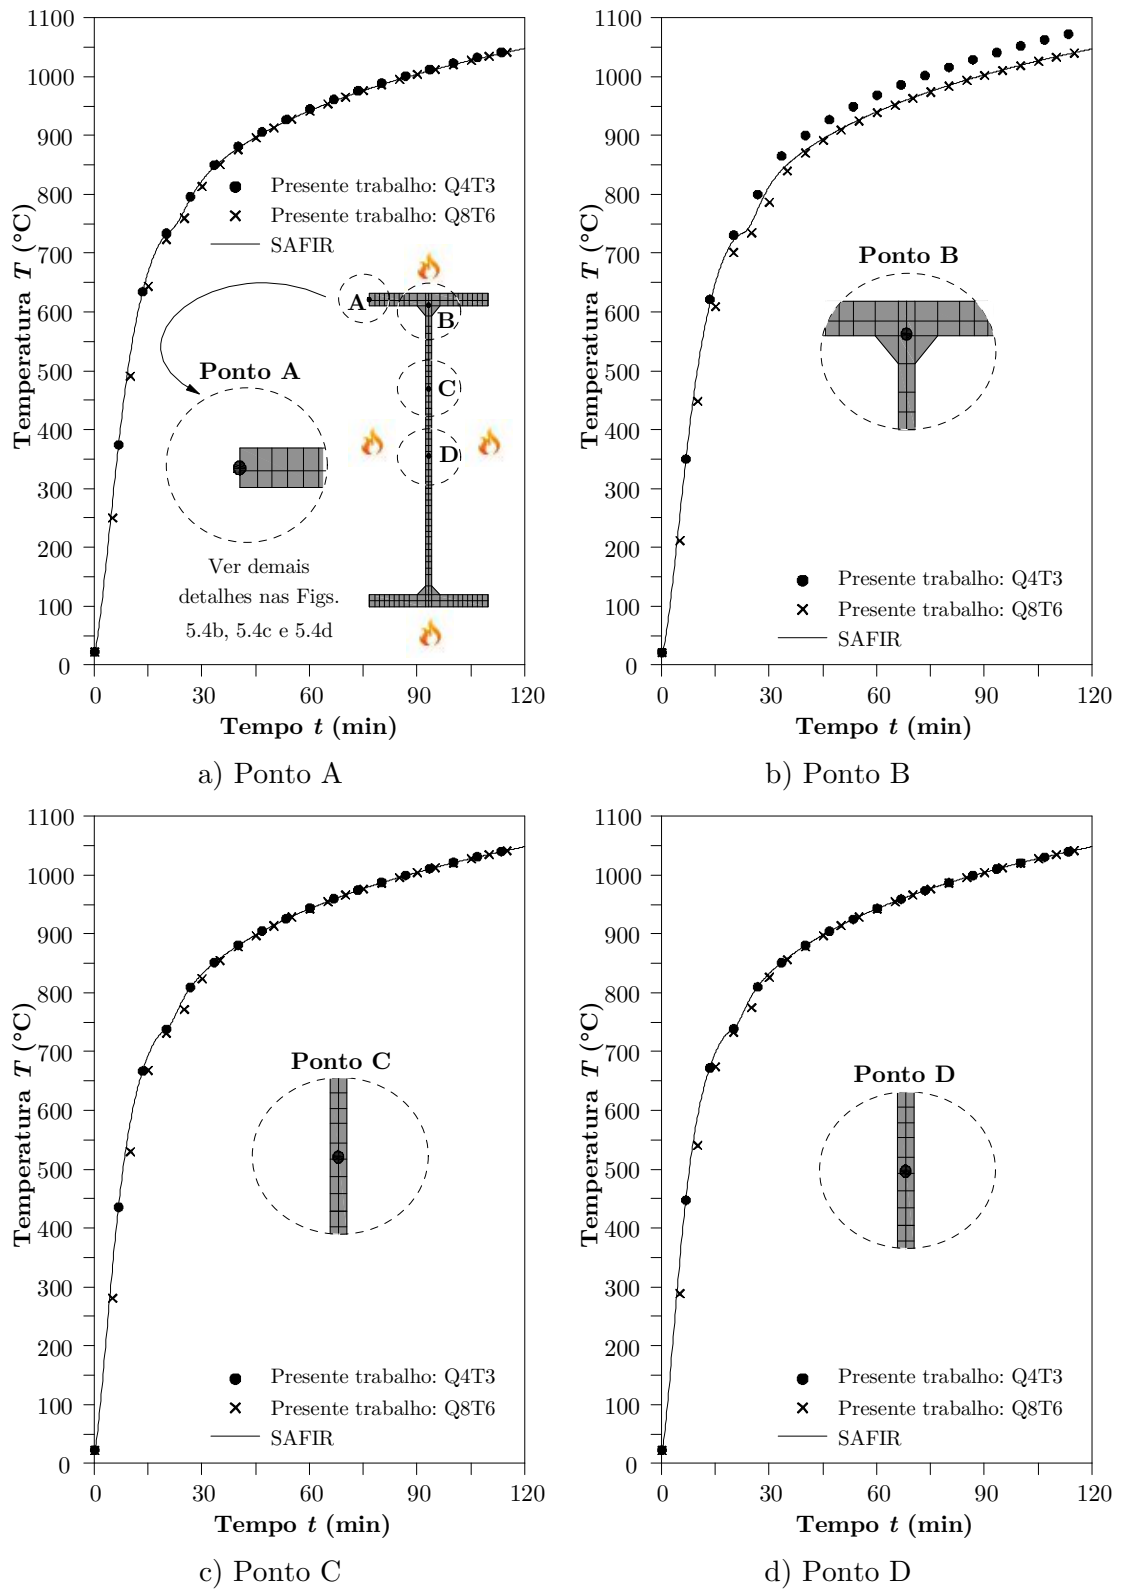 1100
1000
900
800
700
600
500
400
300
200
100
0
Temperatura T (°C)
Presente trabalho: Q4T3
Presente trabalho: Q8T6
SAFIR
A
B
C
D
Ponto A
Ver demais
detalhes nas Figs.
5.4b, 5.4c e 5.4d
0 30 60 90 120
Tempo t (min)
a) Ponto A
1100
1000
900
800
700
600
500
400
300
200
100
0
Temperatura T (°C)
Ponto B
Presente trabalho: Q4T3
Presente trabalho: Q8T6
SAFIR
0 30 60 90 120
Tempo t (min)
b) Ponto B
1100
1000
900
800
700
600
500
400
300
200
100
0
Temperatura T (°C)
Ponto C
Presente trabalho: Q4T3
Presente trabalho: Q8T6
SAFIR
0 30 60 90 120
Tempo t (min)
c) Ponto C
1100
1000
900
800
700
600
500
400
300
200
100
0
Temperatura T (°C)
Ponto D
Presente trabalho: Q4T3
Presente trabalho: Q8T6
SAFIR
0 30 60 90 120
Tempo t (min)
d) Ponto D